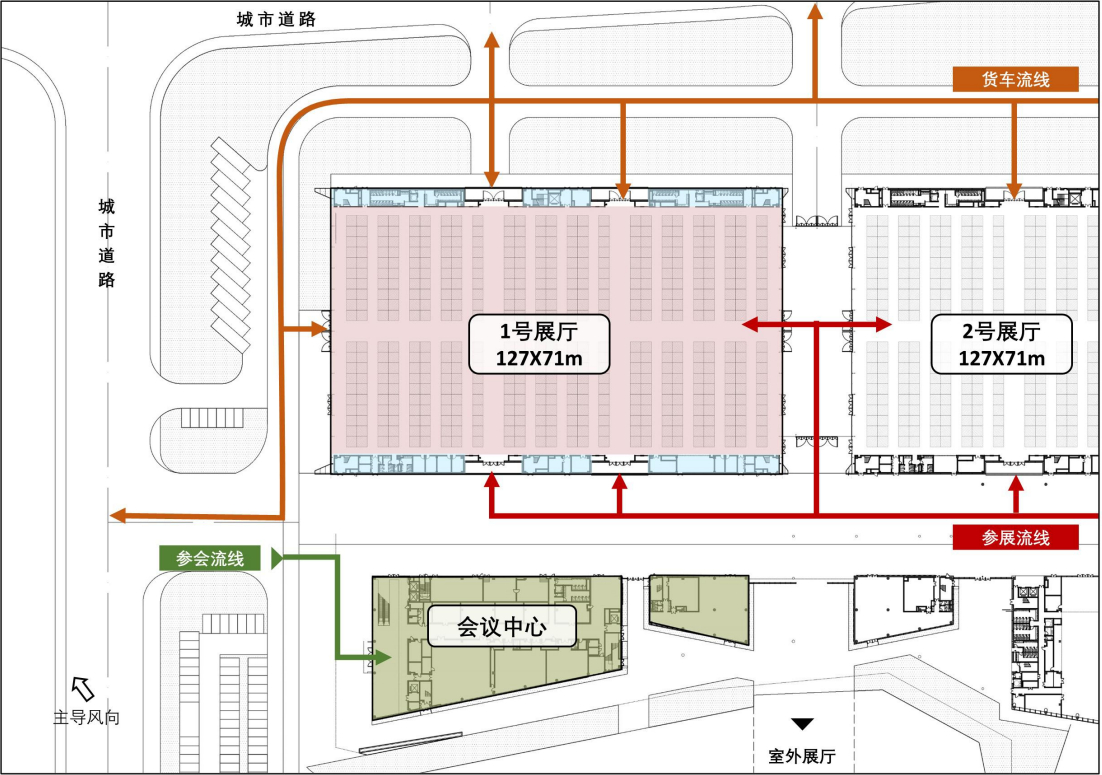 城市道路
货车流线
城市道路
1号展厅
127X71m
2号展厅
127X71m
参展流线
参会流线
会议中心
主导风向
室外展厅